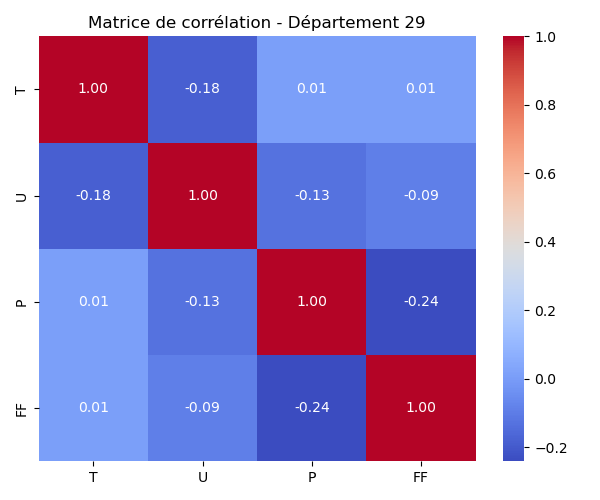 Matrice de corrélation - Département 29
T 1.00 -0.18 0.01 0.01
U -0.18 1.00 -0.13 -0.09
P 0.01 -0.13 1.00 -0.24
FF 0.01 -0.09 -0.24 1.00
T U P FF
1.0
0.8
0.6
0.4
0.2
0.0
−0.2